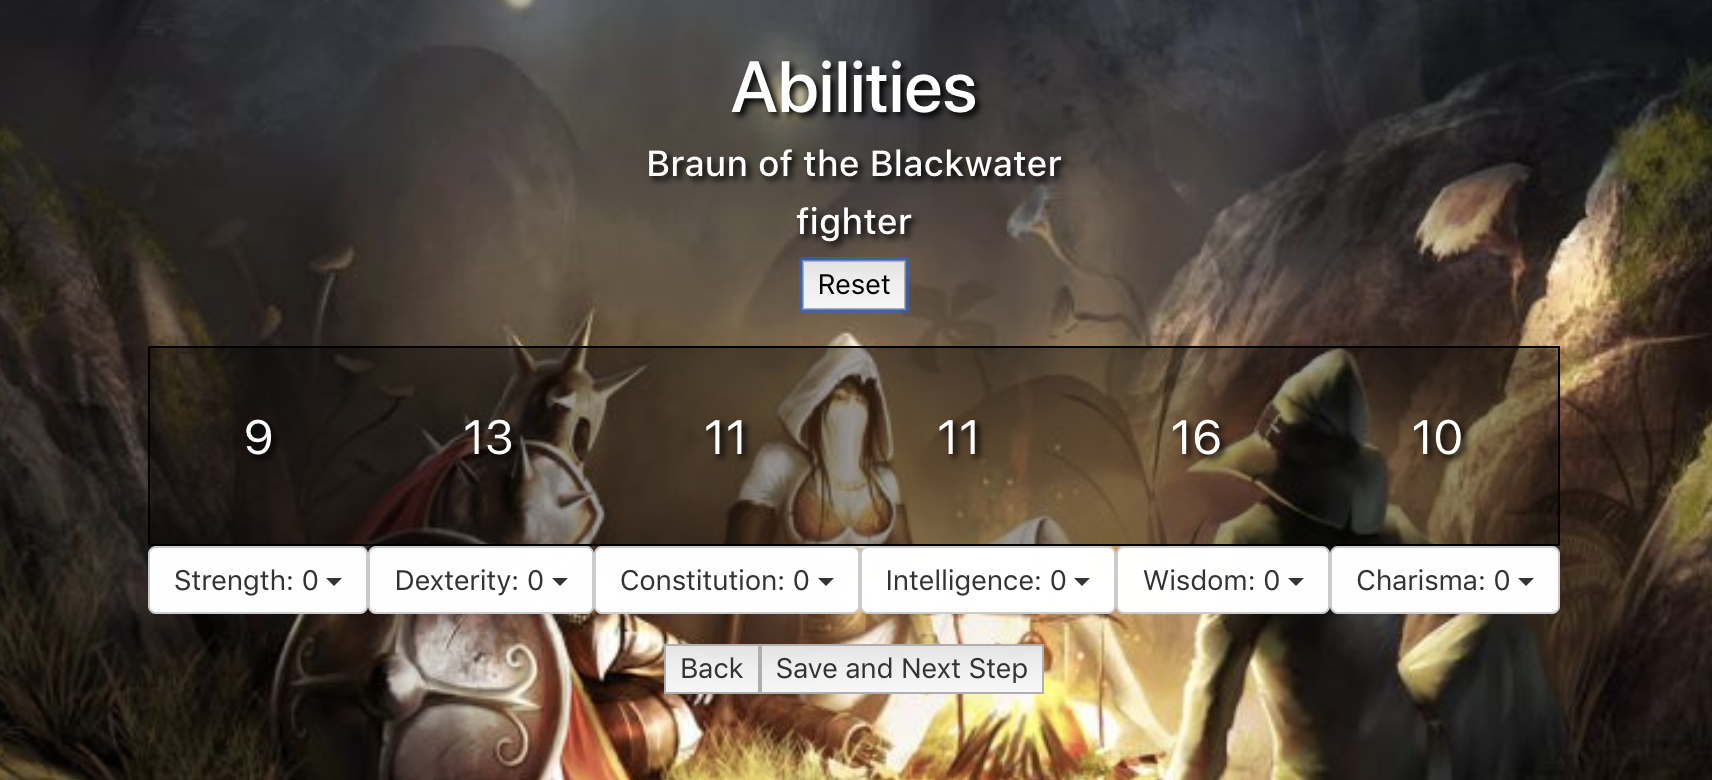 Abilities
Braun of the Blackwater
fighter
Reset
9 13 11 11 16 10
Strength: 0 Dexterity: 0 Constitution: 0 Intelligence: 0 Wisdom: 0 Charisma: 0
Back Save and Next Step